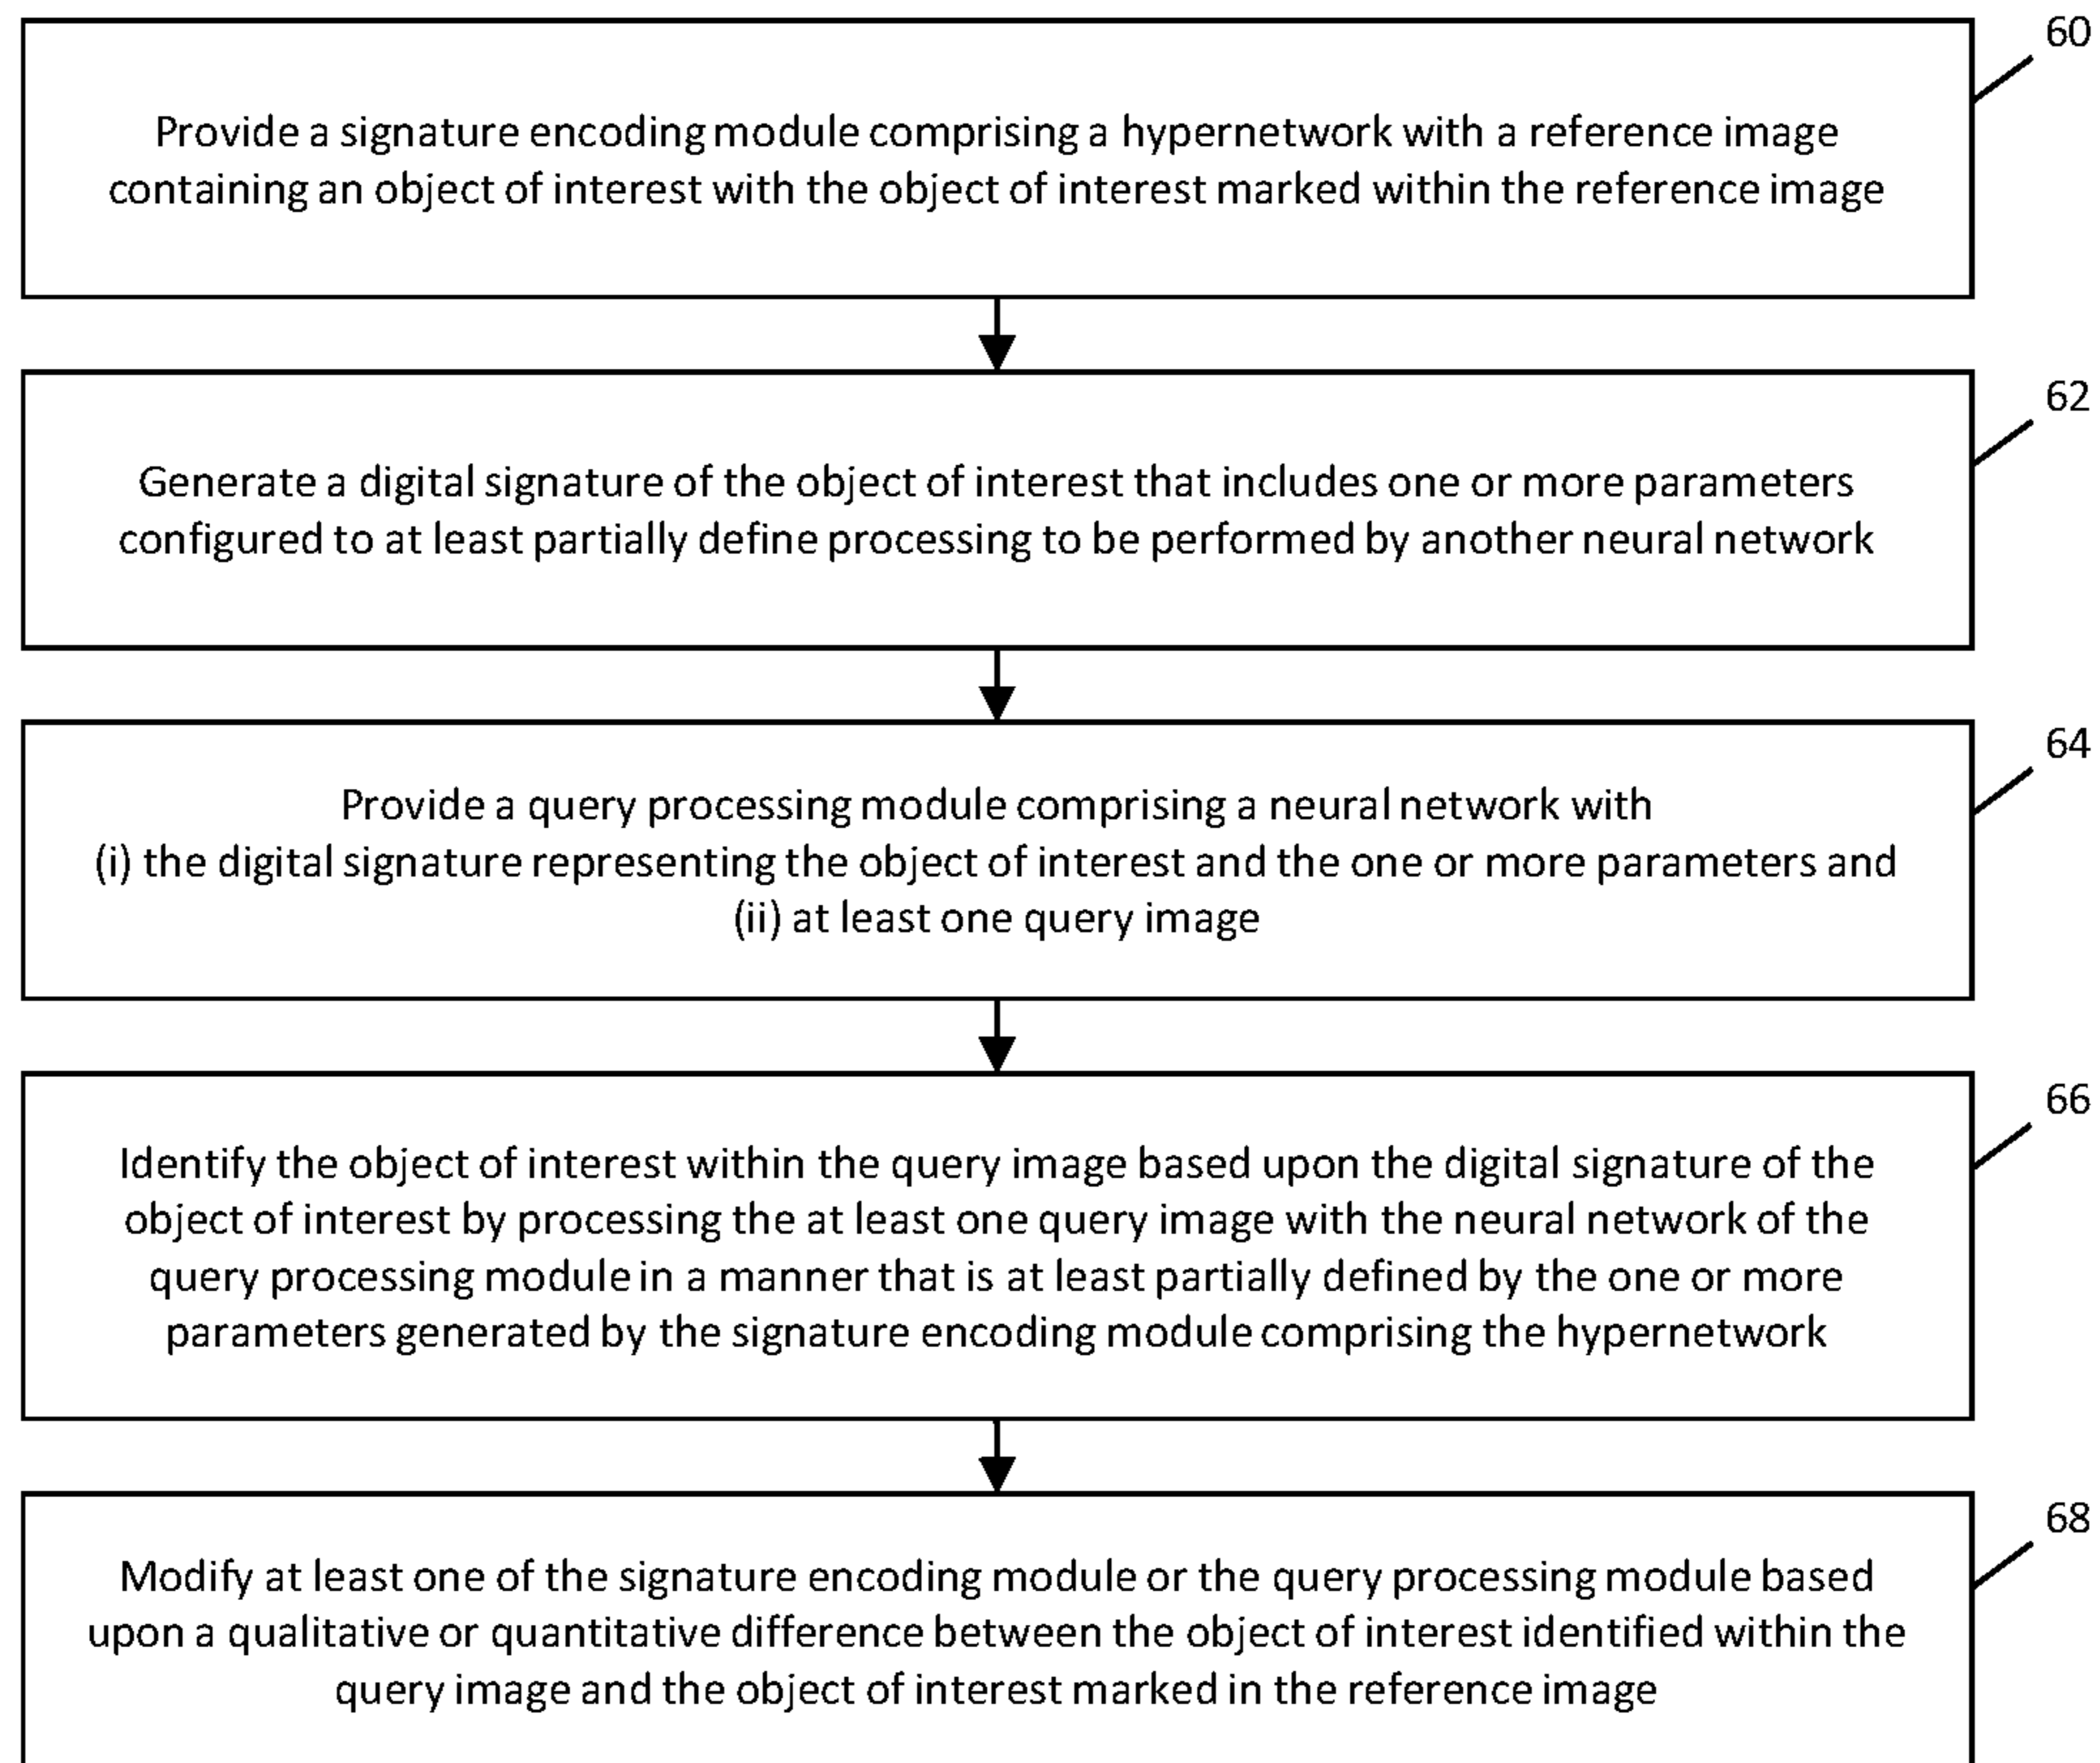 60
Provide a signature encoding module comprising a hypernetwork with a reference image
containing an object of interest with the object of interest marked within the reference image
62
Generate a digital signature of the object of interest that includes one or more parameters
configured to at least partially define processing to be performed by another neural network
64
Provide a query processing module comprising a neural network with
(i) the digital signature representing the object of interest and the one or more parameters and
(ii) at least one query image
66
Identify the object of interest within the query image based upon the digital signature of the
object of interest by processing the at least one query image with the neural network of the
query processing module in a manner that is at least partially defined by the one or more
parameters generated by the signature encoding module comprising the hypernetwork
68
Modify at least one of the signature encoding module or the query processing module based
upon a qualitative or quantitative difference between the object of interest identified within the
query image and the object of interest marked in the reference image